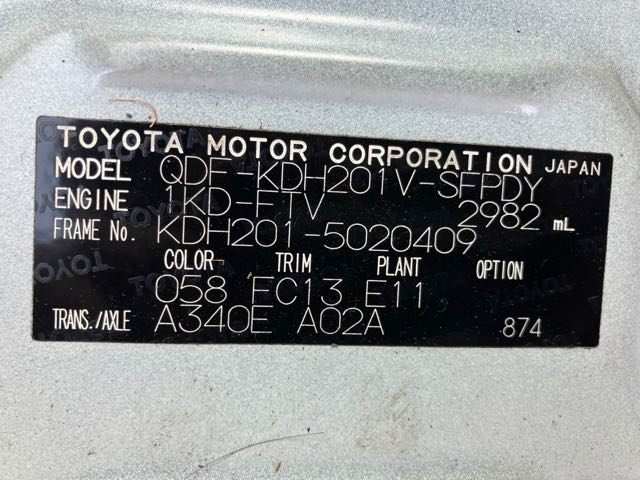 TOYOTA MOTOR CORPORATION JAPAN
MODEL QDF-KDH201V-SFPDY
ENGINE 1KD-FTV 2982 mL
FRAME No. KDH201-5020409
COLOR TRIM PLANT OPTION
058 FC13 E11
TRANS./AXLE A340E A02A 874